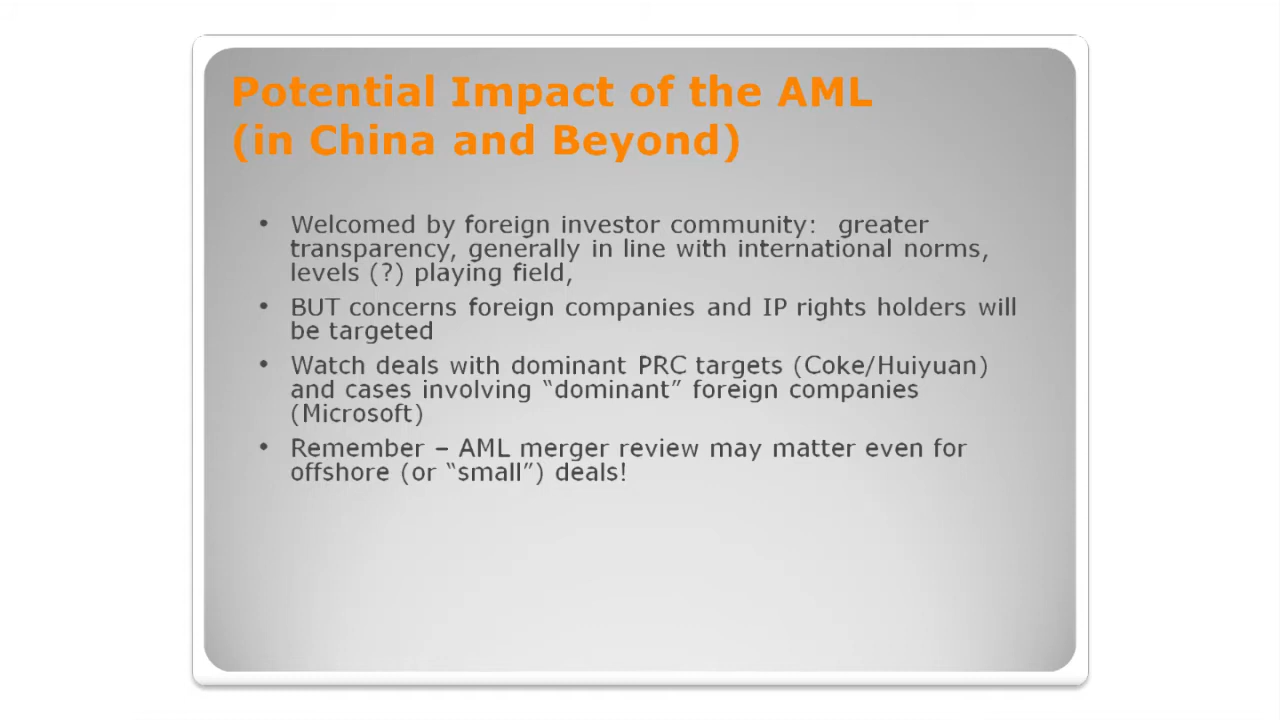 Potential Impact of the AML
(in China and Beyond)
• Welcomed by foreign investor community:  greater
transparency, generally in line with international norms,
levels (?) playing field,
• BUT concerns foreign companies and IP rights holders will
be targeted
• Watch deals with dominant PRC targets (Coke/Huiyuan)
and cases involving “dominant” foreign companies
(Microsoft)
• Remember – AML merger review may matter even for
offshore (or “small”) deals!